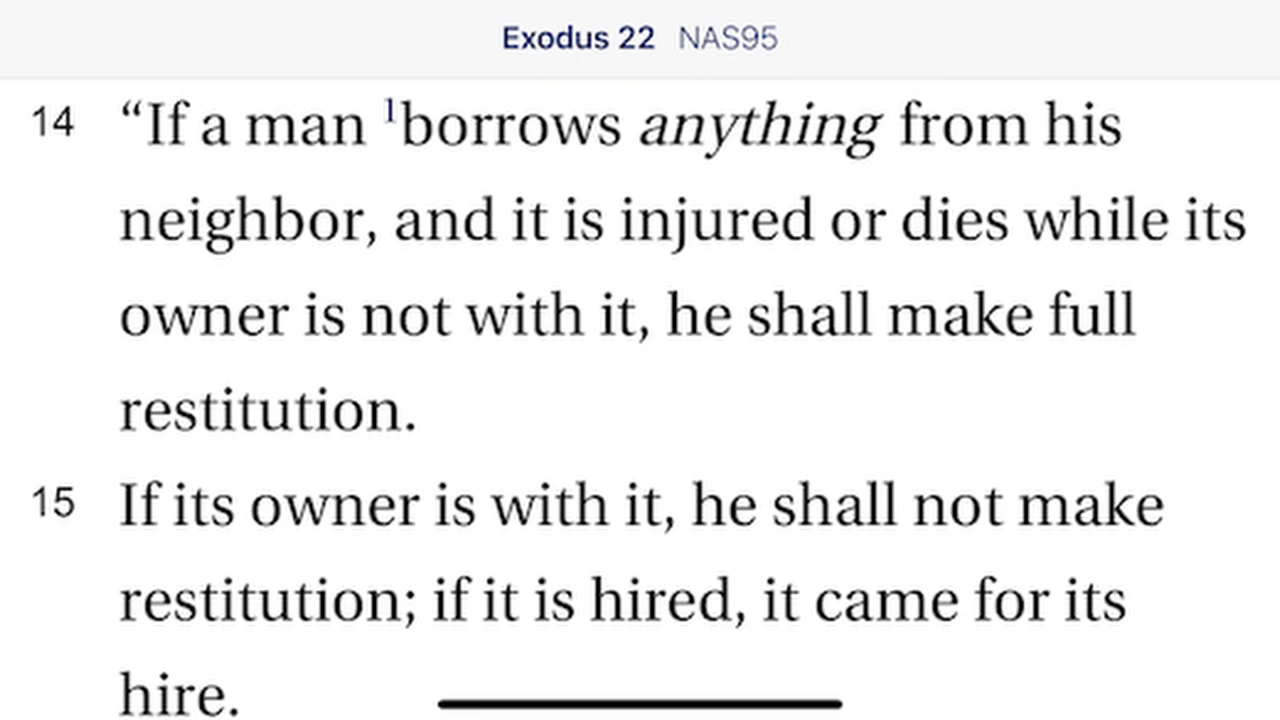 Exodus 22 NAS95
14 “If a man 1borrows anything from his
neighbor, and it is injured or dies while its
owner is not with it, he shall make full
restitution.
15 If its owner is with it, he shall not make
restitution; if it is hired, it came for its
hire.